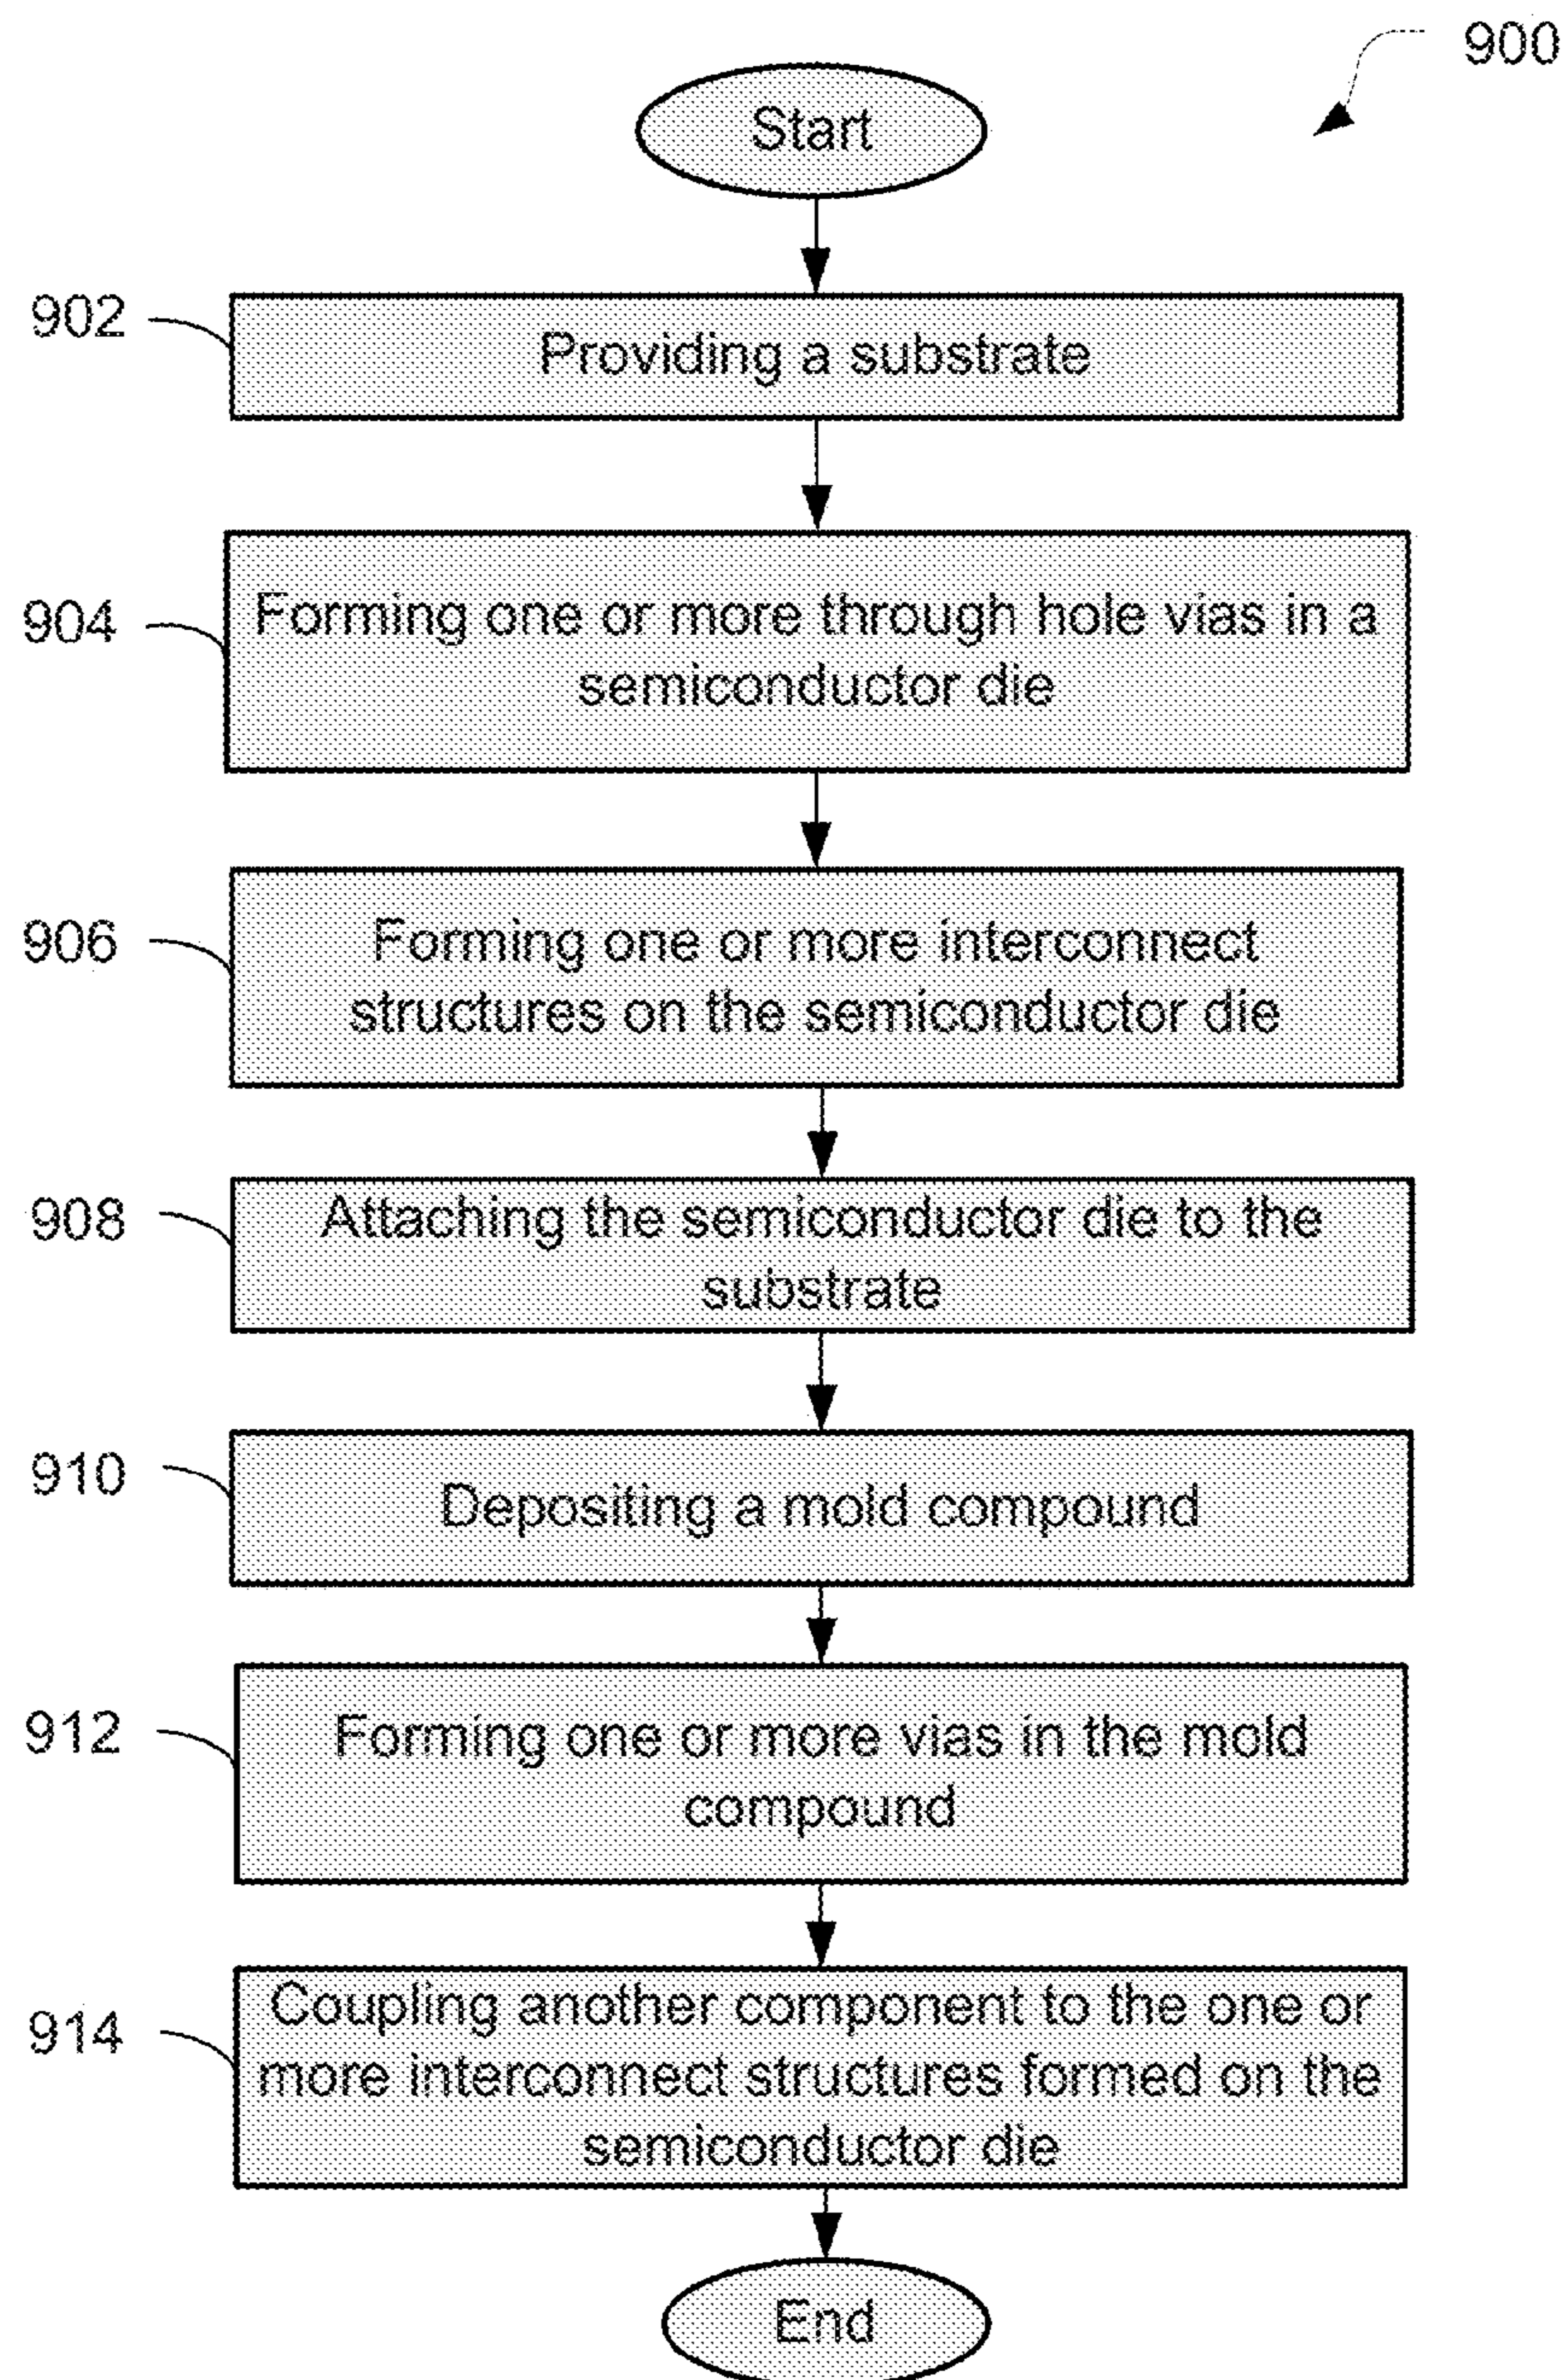 900
Start
902
Providing a substrate
904
Forming one or more through hole vias in a
semiconductor die
906
Forming one or more interconnect
structures on the semiconductor die
908
Attaching the semiconductor die to the
substrate
910
Depositing a mold compound
912
Forming one or more vias in the mold
compound
914
Coupling another component to the one or
more interconnect structures formed on the
semiconductor die
End